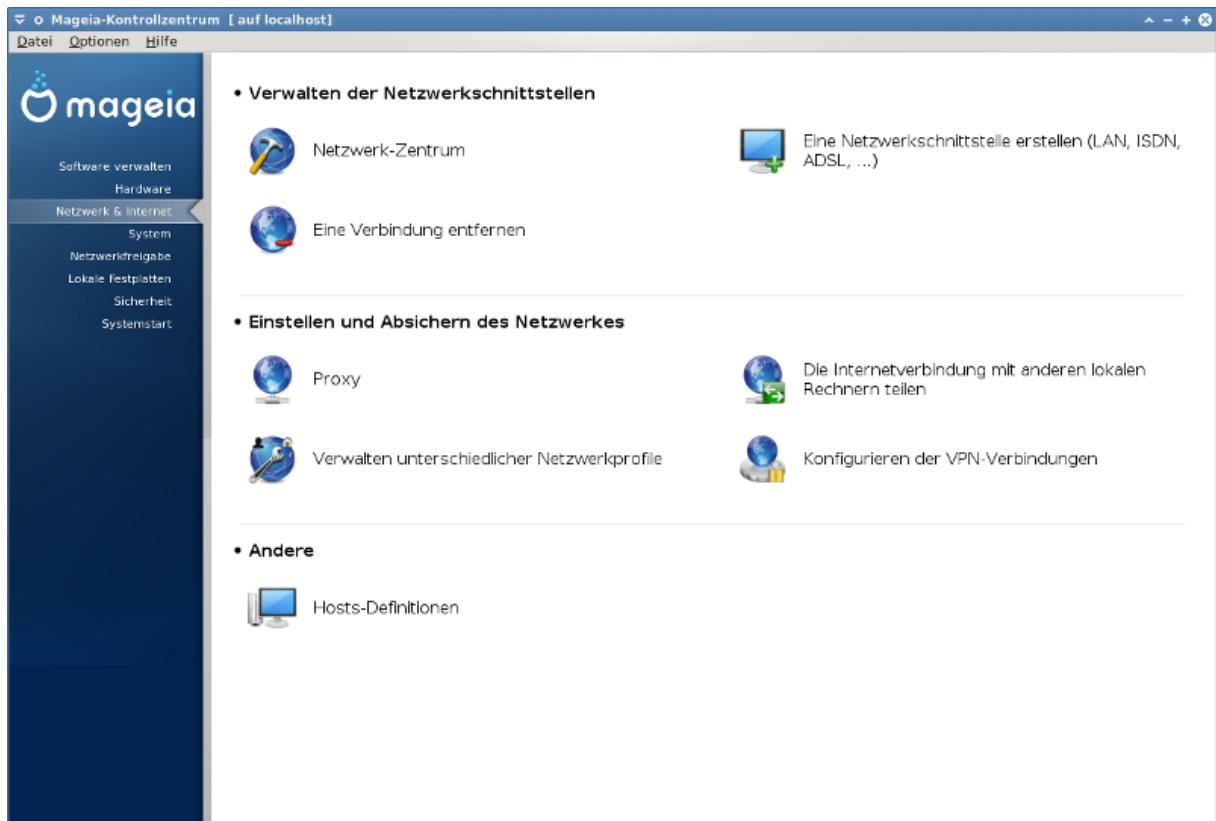 Mageia-Kontrollzentrum [ auf localhost]
Datei Optionen Hilfe
mageia
Software verwalten
Hardware
Netzwerk & Internet
System
Netzwerkfreigabe
Lokale Festplatten
Sicherheit
Systemstart
• Verwalten der Netzwerkschnittstellen
Netzwerk-Zentrum
Eine Netzwerkschnittstelle erstellen (LAN, ISDN,
ADSL, ...)
Eine Verbindung entfernen
• Einstellen und Absichern des Netzwerkes
Proxy
Die Internetverbindung mit anderen lokalen
Rechnern teilen
Verwalten unterschiedlicher Netzwerkprofile
Konfigurieren der VPN-Verbindungen
• Andere
Hosts-Definitionen